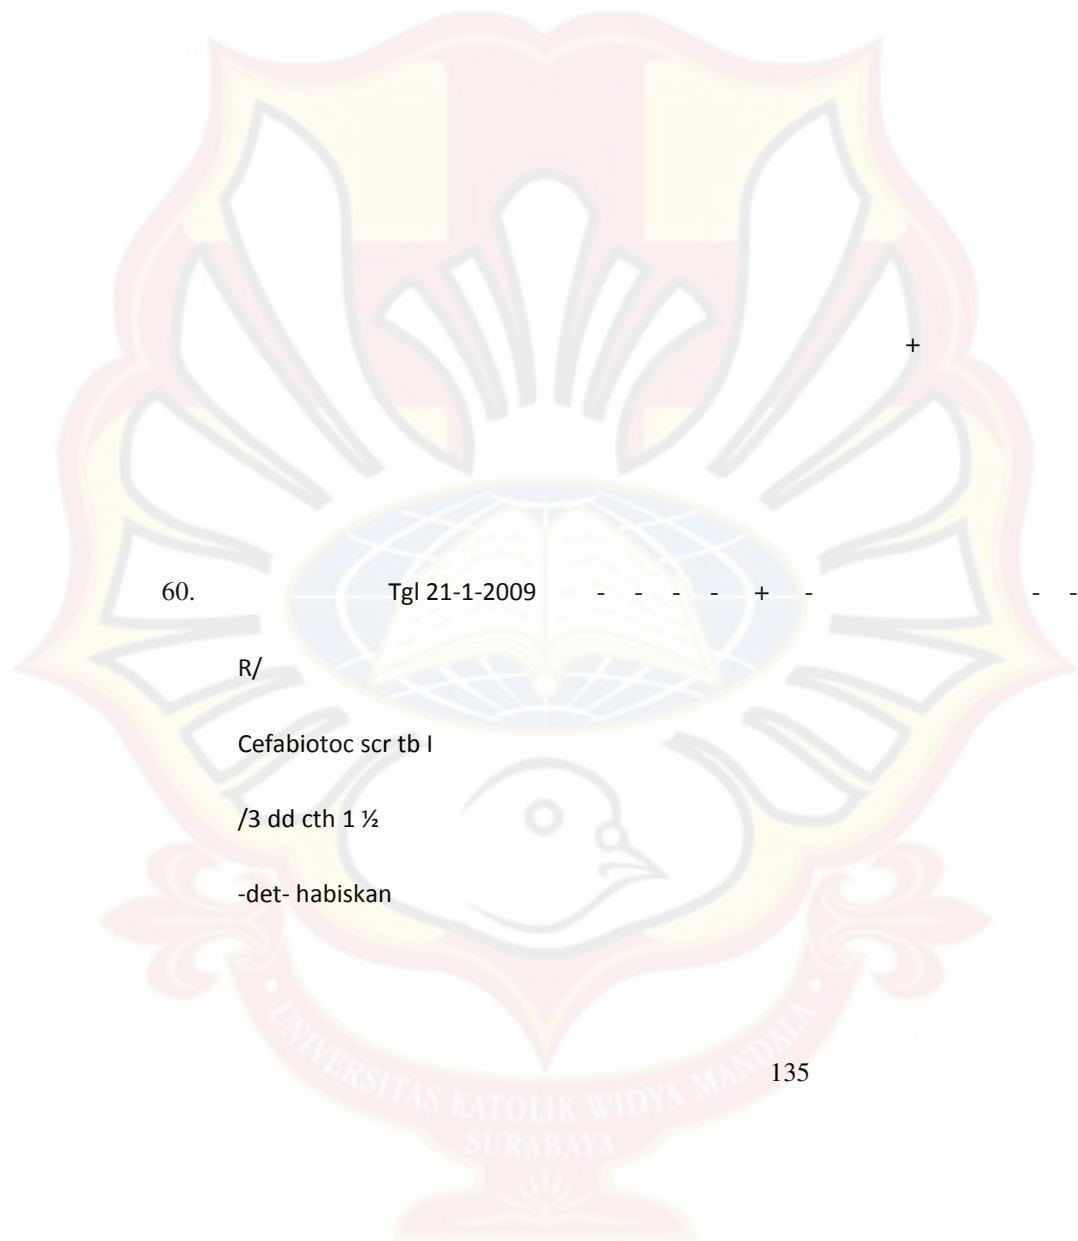 +
60. Tgl 21-1-2009 - - - - + - - -
R/
Cefabiotoc scr tb I
/3 dd cth 1 ½
-det- habiskan
135
UNIVERSITAS KATOLIK WIDYA MANDALA
SURABAYA